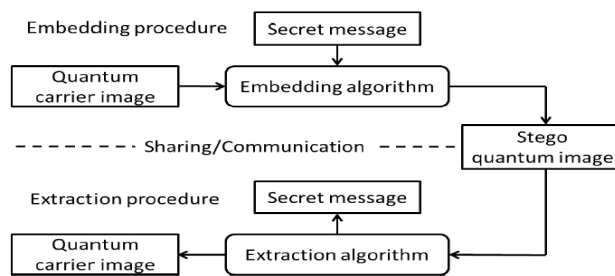 Embedding procedure
Secret message
Quantum
carrier image
Embedding algorithm
Sharing/Communication
Stego
quantum image
Extraction procedure
Secret message
Quantum
carrier image
Extraction algorithm